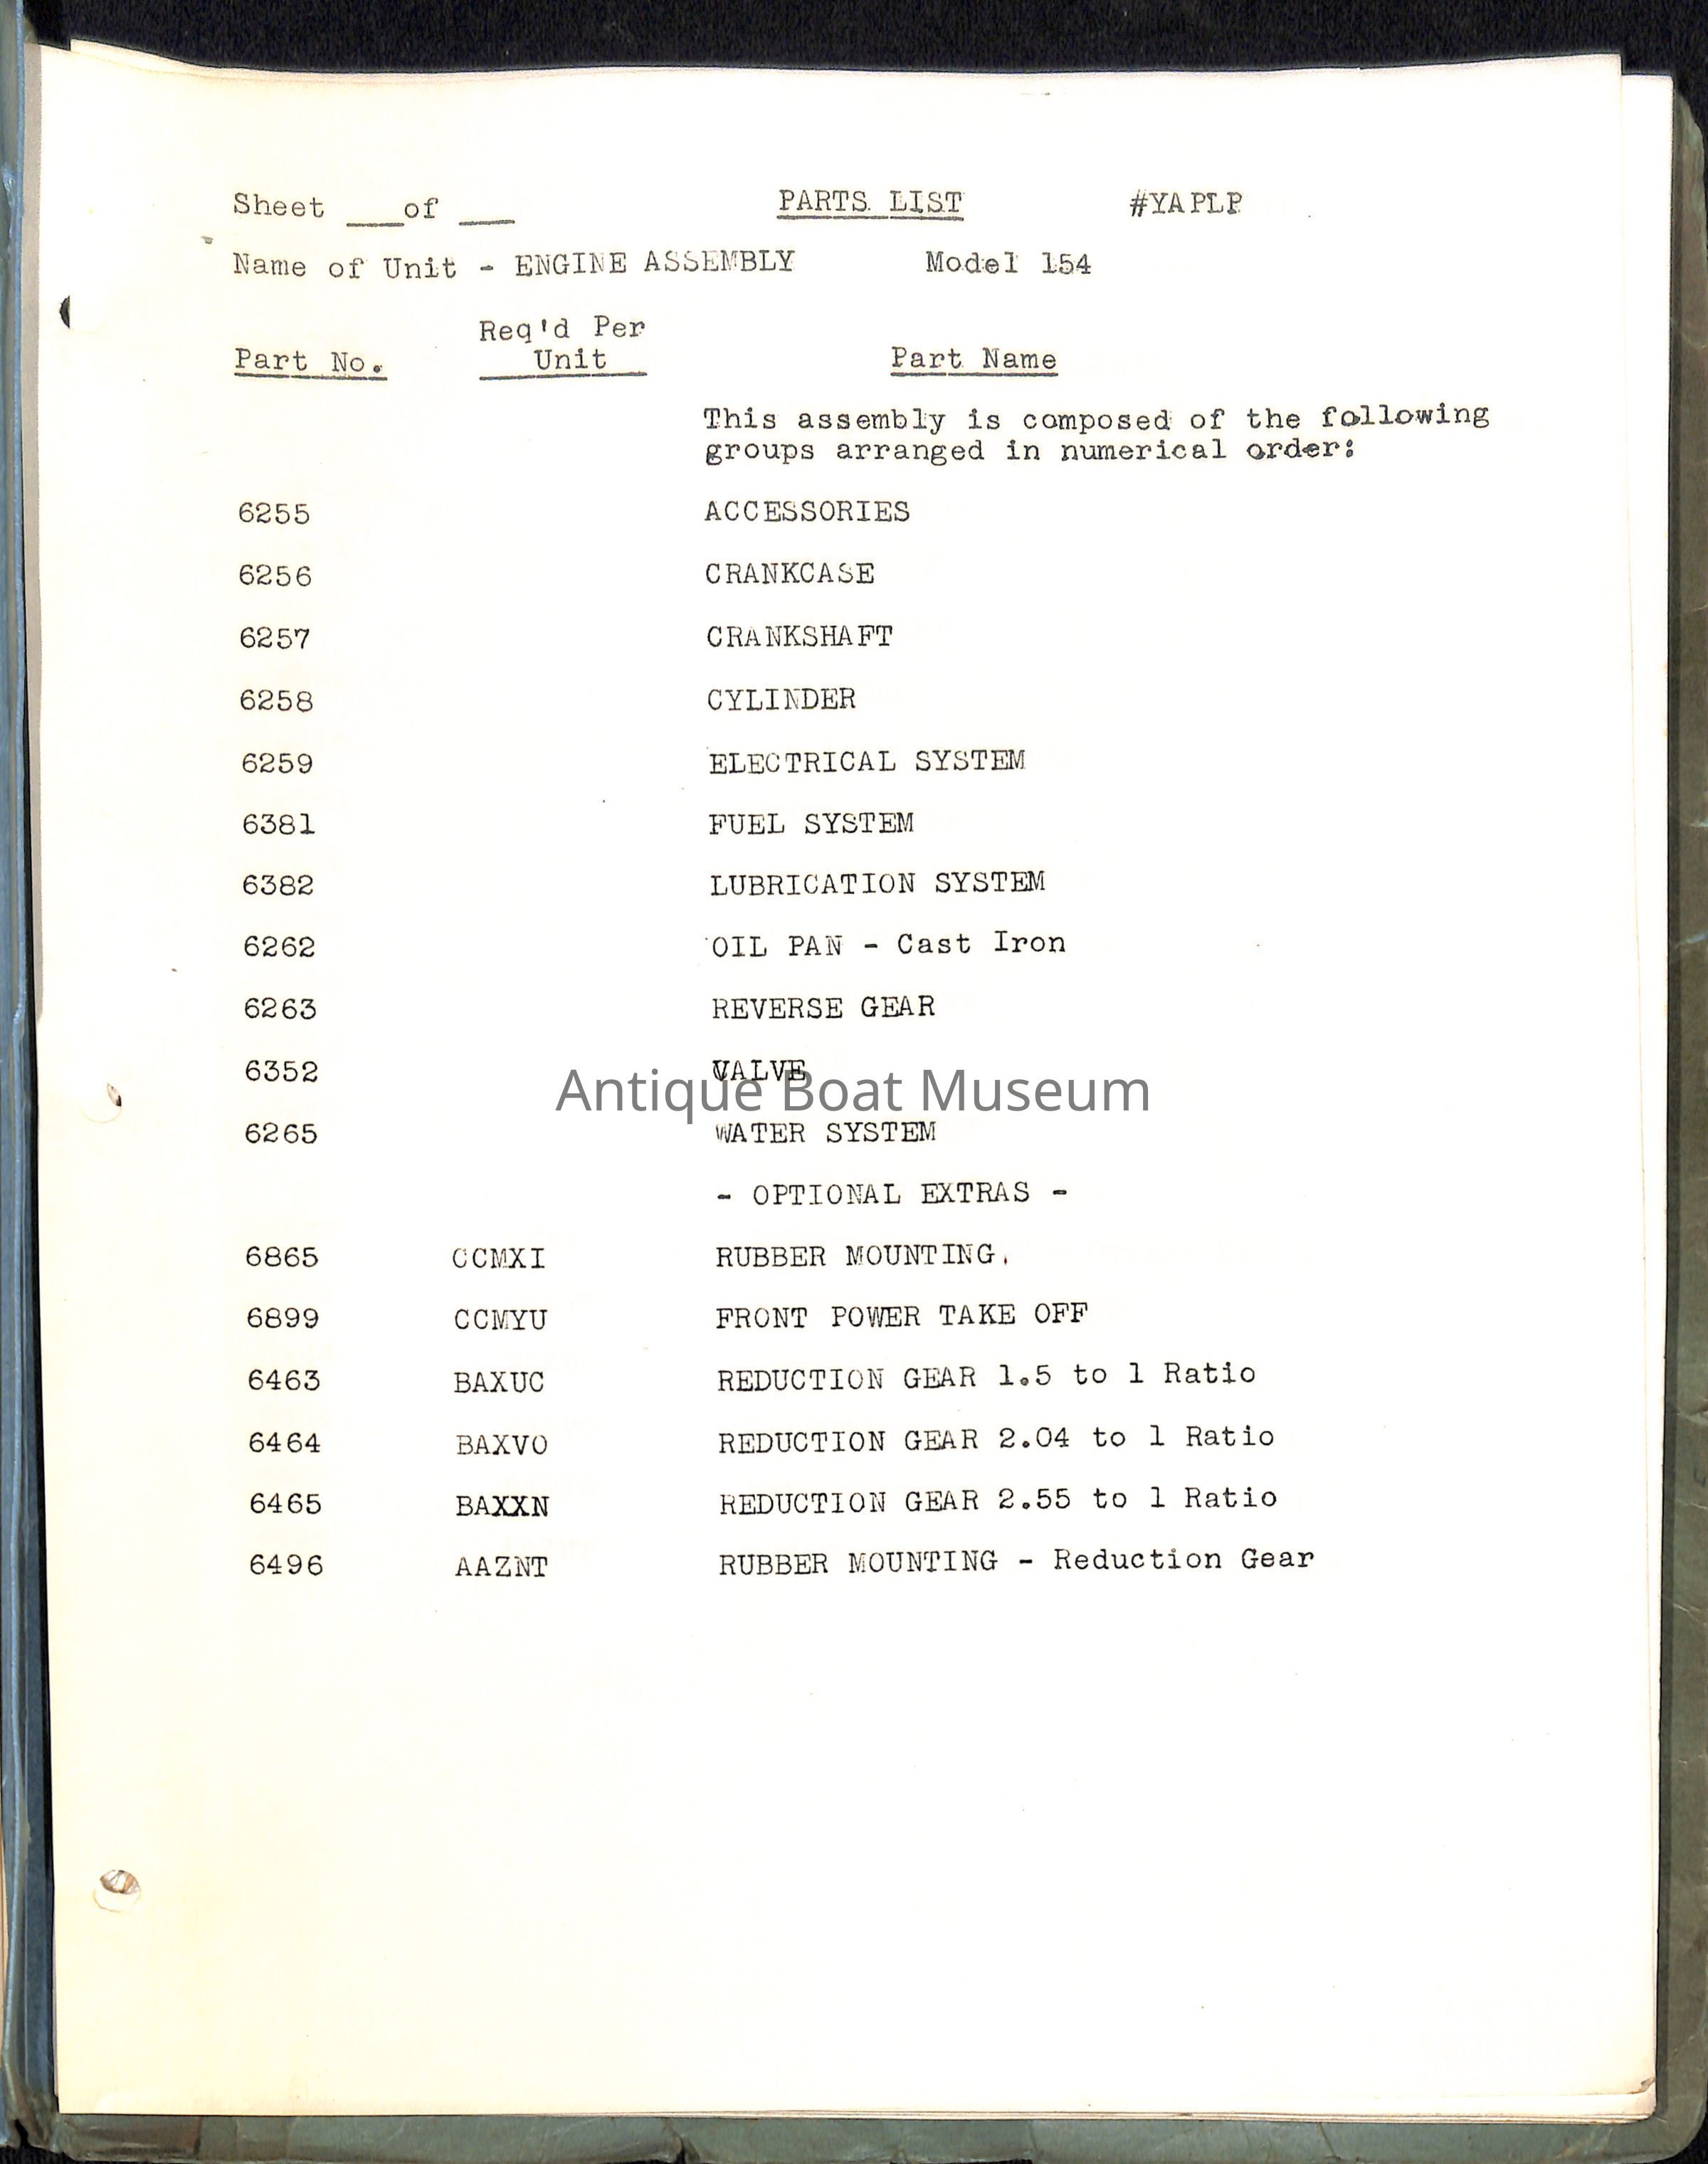 Sheet ___of ___ PARTS LIST #YAPLP
Name of Unit - ENGINE ASSEMBLY Model 154
Req'd Per
Part No. Unit Part Name
This assembly is composed of the following
groups arranged in numerical order:
6255 ACCESSORIES
6256 CRANKCASE
6257 CRANKSHAFT
6258 CYLINDER
6259 ELECTRICAL SYSTEM
6381 FUEL SYSTEM
6382 LUBRICATION SYSTEM
6262 OIL PAN - Cast Iron
6263 REVERSE GEAR
6352 VALVE
Antique Boat Museum
6265 WATER SYSTEM
- OPTIONAL EXTRAS -
6865 CCMXI RUBBER MOUNTING.
6899 CCMYU FRONT POWER TAKE OFF
6463 BAXUC REDUCTION GEAR 1.5 to 1 Ratio
6464 BAXVO REDUCTION GEAR 2.04 to 1 Ratio
6465 BAXXN REDUCTION GEAR 2.55 to 1 Ratio
6496 AAZNT RUBBER MOUNTING - Reduction Gear